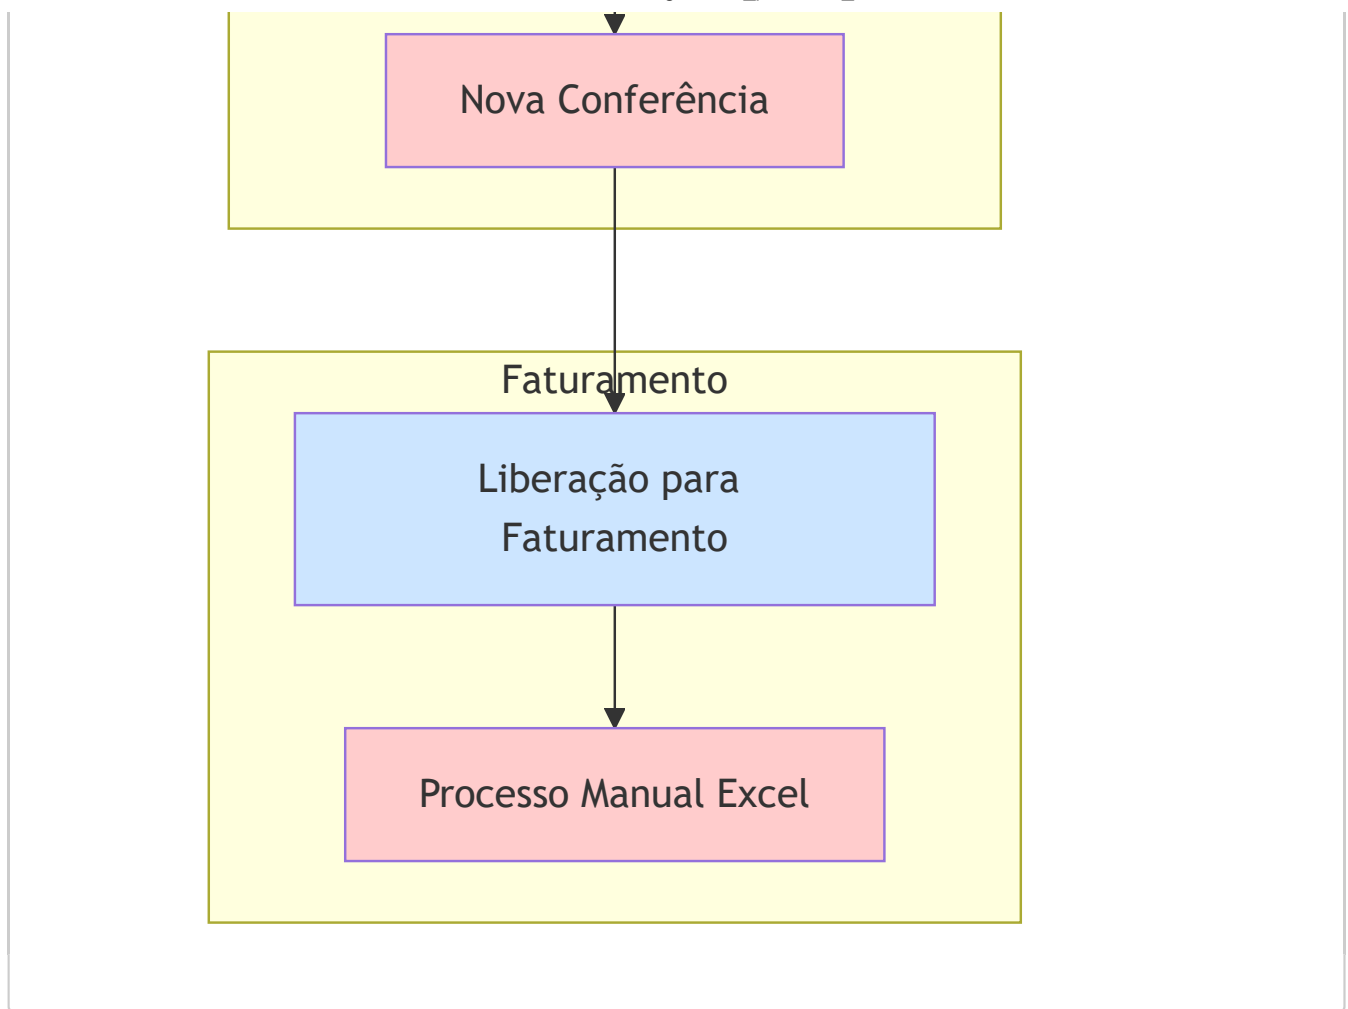 Nova Conferência
Faturamento
Liberação para
Faturamento
Processo Manual Excel